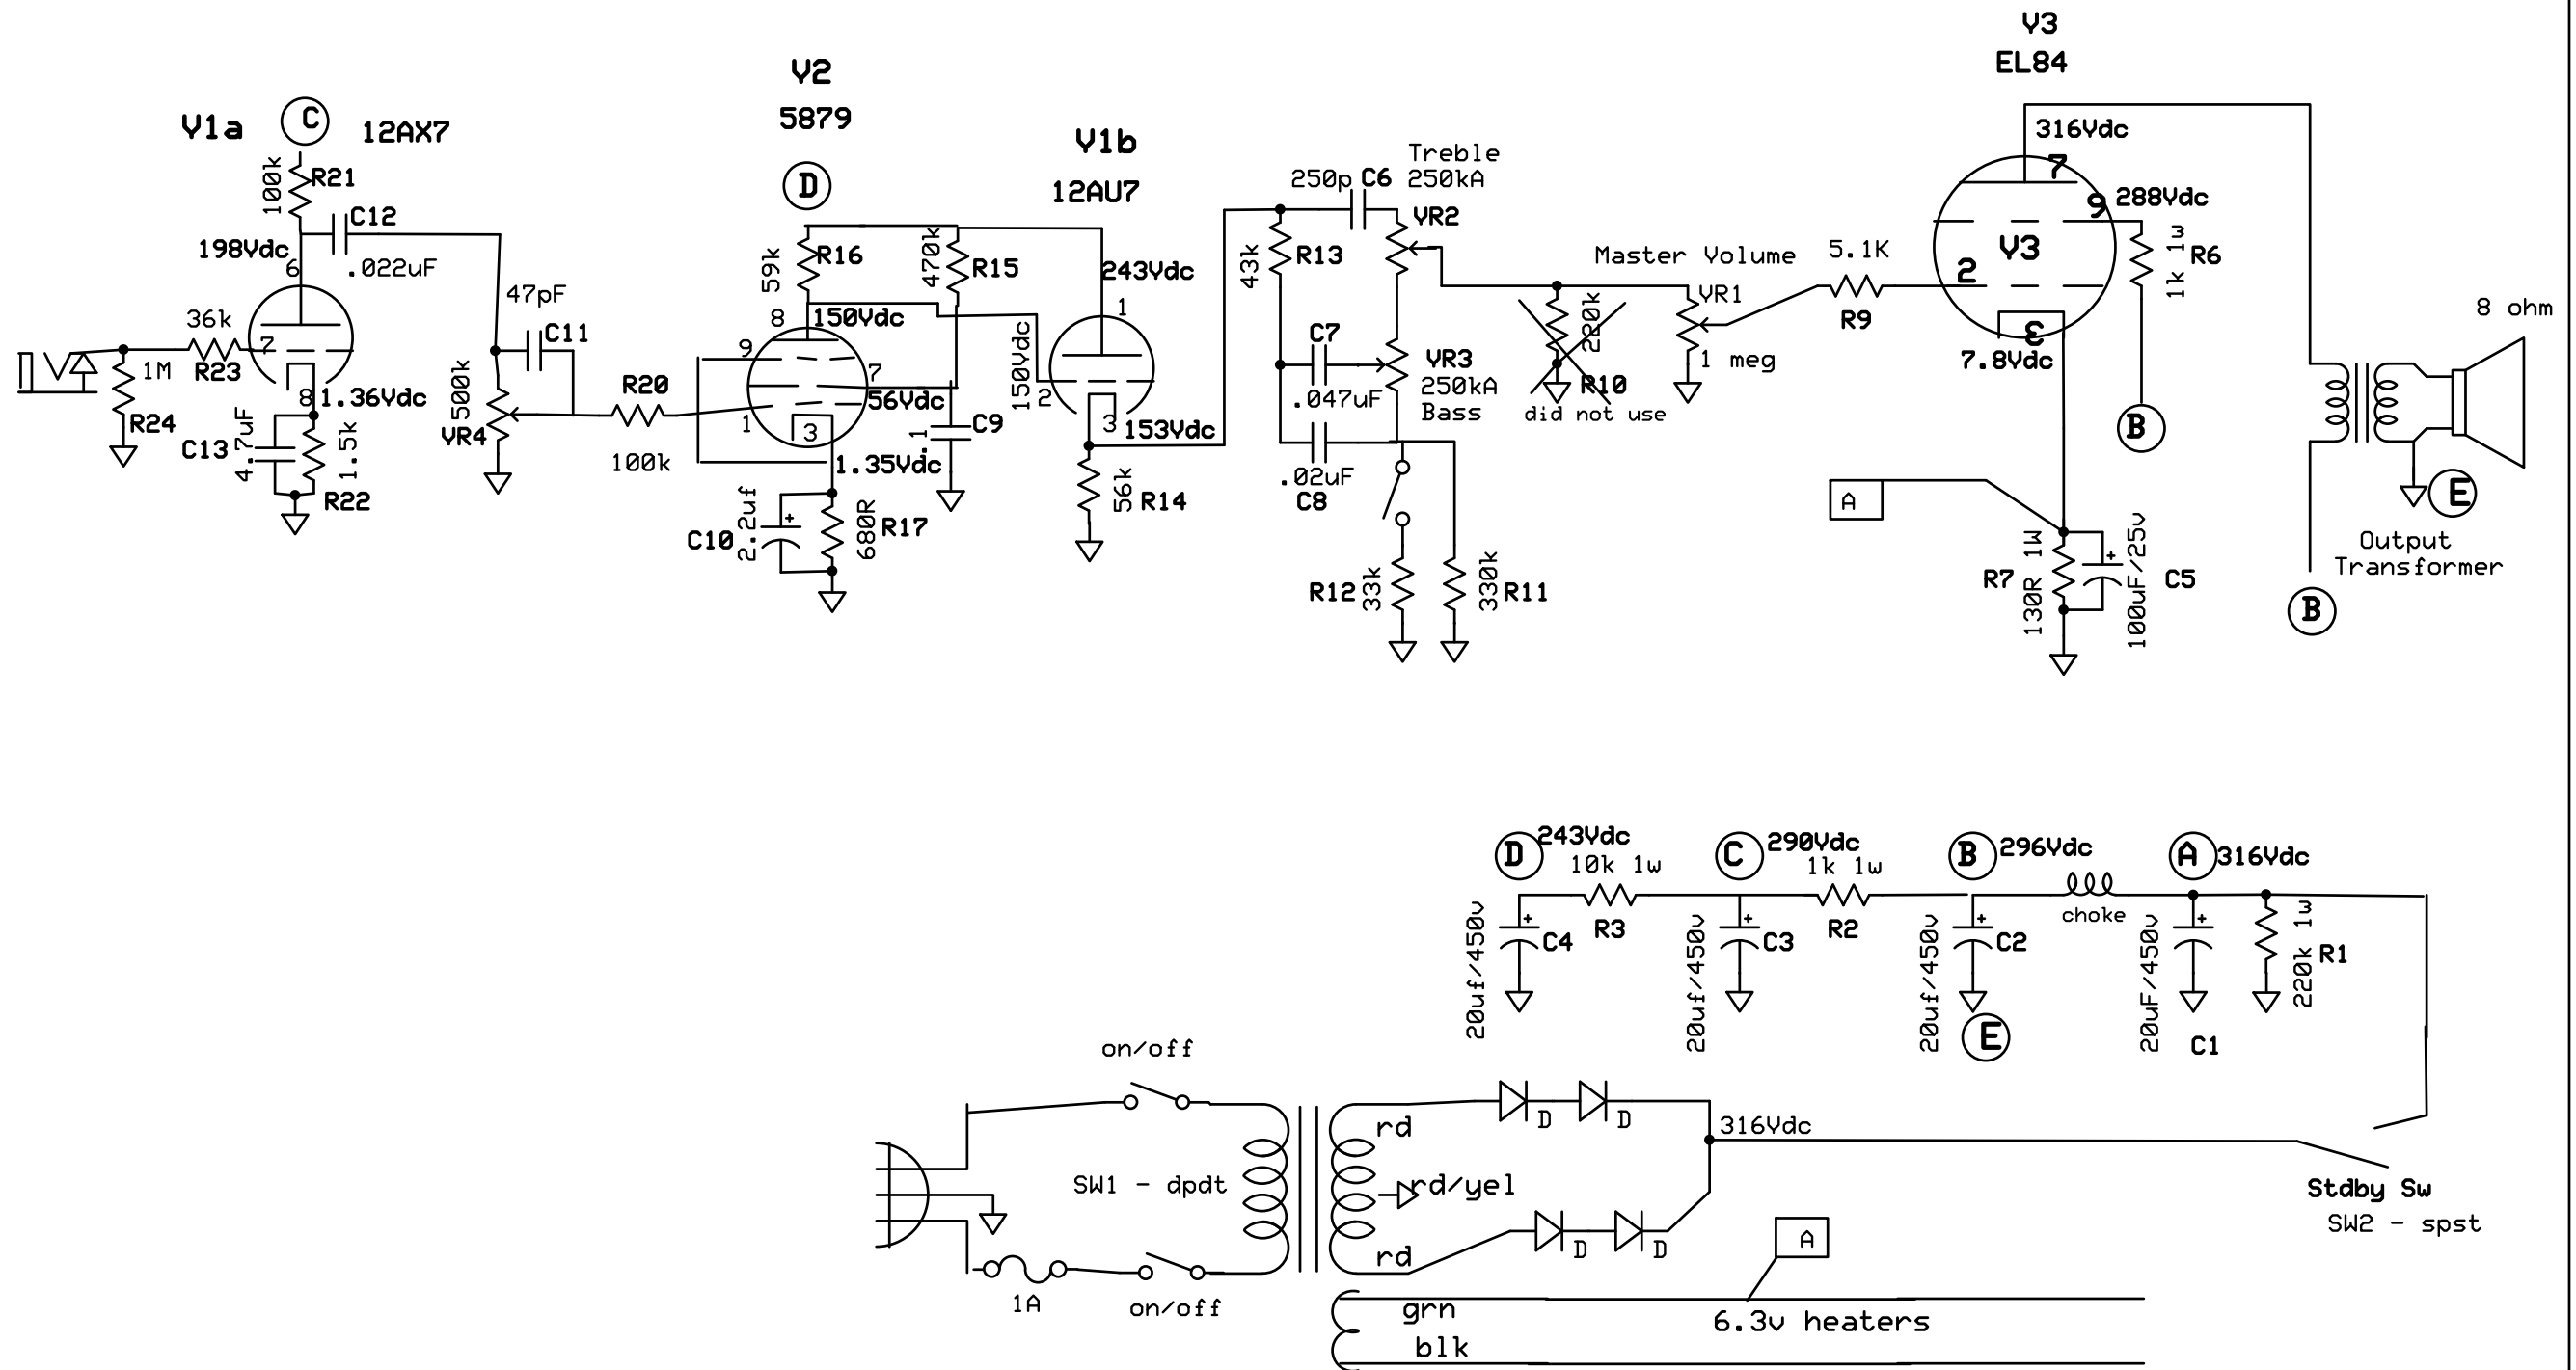 V3
EL84
V2
5879
V1a
C
12AX7
V1b
12AU7
D
100k
R21
C12
.022uF
198Vdc
6
36k
7
1M
R23
R24
8
1.36Vdc
C13
4.7uF
1.5k
R22
47pF
C11
500k
VR4
R20
100k
59k
R16
470k
R15
8
150Vdc
9
7
56Vdc
1
3
1.35Vdc
C9
.1
C10
2.2uf
680R
R17
243Vdc
1
150Vdc
2
3
153Vdc
56k
R14
250p
C6
Treble
250kA
VR2
43k
R13
C7
.047uF
VR3
250kA
Bass
.02uF
C8
R12
33k
330k
R11
Master Volume
220k
R10
did not use
VR1
1 meg
5.1K
R9
316Vdc
7
9
288Vdc
V3
2
3
7.8Vdc
1k 1w
R6
B
A
R7
130R 1W
100uF/25v
C5
8 ohm
E
Output
Transformer
B
D
243Vdc
10k 1w
R3
C
290Vdc
1k 1w
R2
B
296Vdc
choke
A
316Vdc
20uf/450v
C4
20uf/450v
C3
20uf/450v
C2
E
20uF/450v
C1
220k 1w
R1
on/off
SW1 - dpdt
1A
on/off
rd
rd/yel
rd
D
D
D
D
316Vdc
Stdby Sw
SW2 - spst
A
grn
6.3v heaters
blk